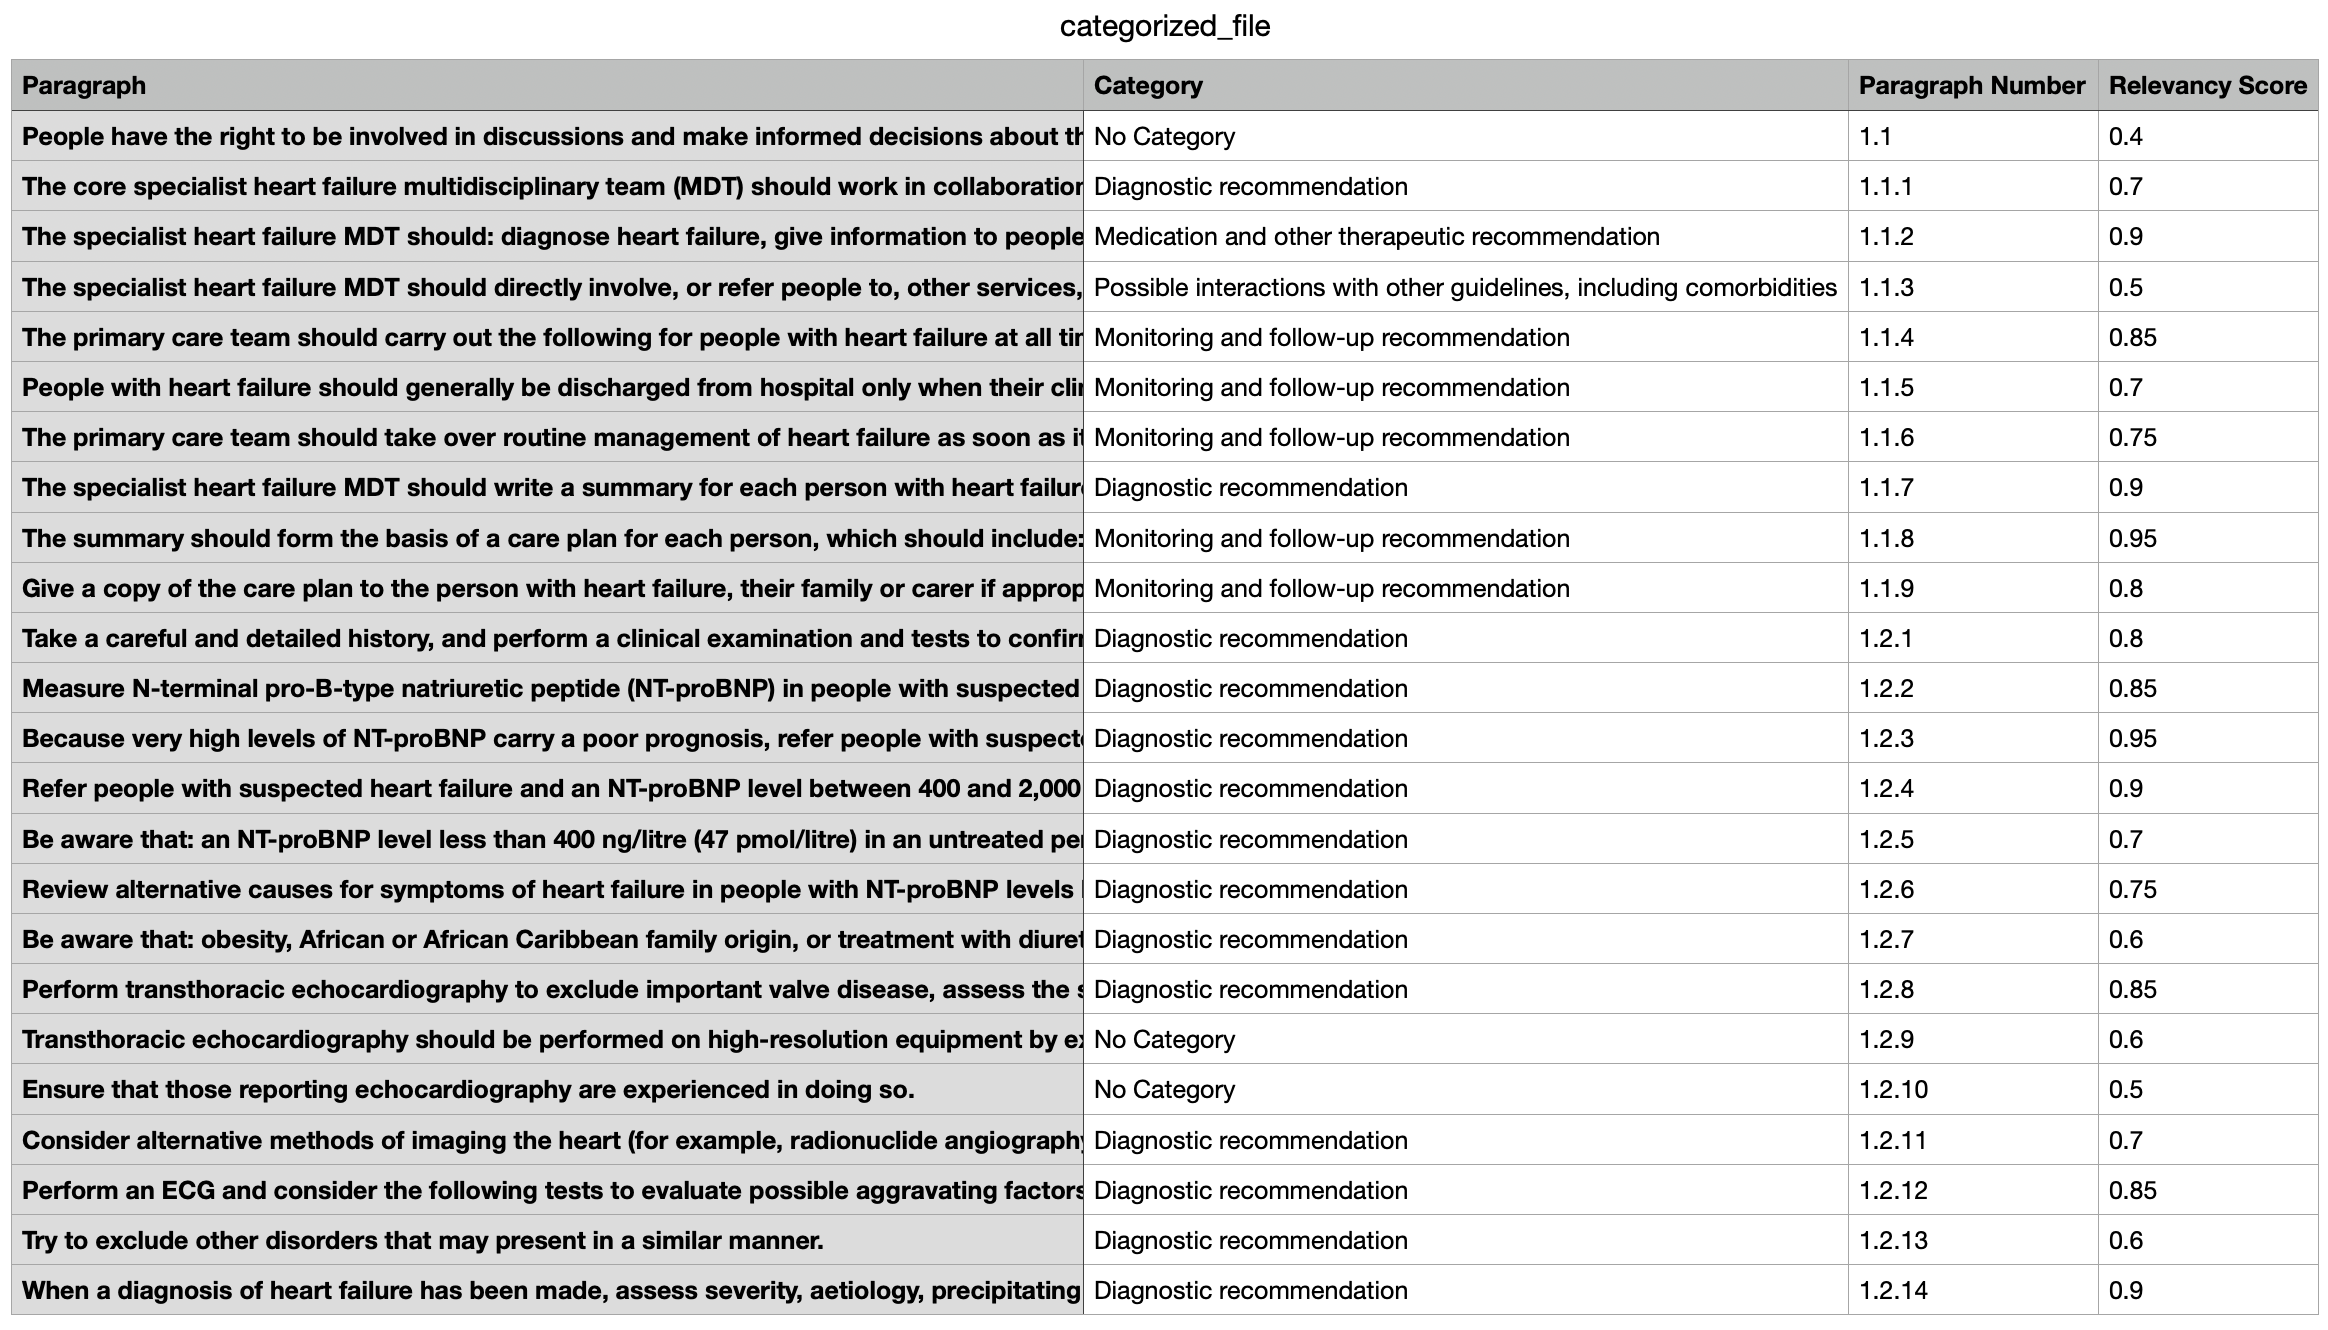 categorized_file
Paragraph Category Paragraph Number Relevancy Score
People have the right to be involved in discussions and make informed decisions about No Category 1.1 0.4
The core specialist heart failure multidisciplinary team (MDT) should work in collaboration Diagnostic recommendation 1.1.1 0.7
The specialist heart failure MDT should: diagnose heart failure, give information to people Medication and other therapeutic recommendation 1.1.2 0.9
The specialist heart failure MDT should directly involve, or refer people to, other services, Possible interactions with other guidelines, including comorbidities 1.1.3 0.5
The primary care team should carry out the following for people with heart failure at all Monitoring and follow-up recommendation 1.1.4 0.85
People with heart failure should generally be discharged from hospital only when their Monitoring and follow-up recommendation 1.1.5 0.7
The primary care team should take over routine management of heart failure as soon as Monitoring and follow-up recommendation 1.1.6 0.75
The specialist heart failure MDT should write a summary for each person with heart Diagnostic recommendation 1.1.7 0.9
The summary should form the basis of a care plan for each person, which should include: Monitoring and follow-up recommendation 1.1.8 0.95
Give a copy of the care plan to the person with heart failure, their family or carer if Monitoring and follow-up recommendation 1.1.9 0.8
Take a careful and detailed history, and perform a clinical examination and tests to Diagnostic recommendation 1.2.1 0.8
Measure N-terminal pro-B-type natriuretic peptide (NT-proBNP) in people with suspected Diagnostic recommendation 1.2.2 0.85
Because very high levels of NT-proBNP carry a poor prognosis, refer people with Diagnostic recommendation 1.2.3 0.95
Refer people with suspected heart failure and an NT-proBNP level between 400 and 2,000 Diagnostic recommendation 1.2.4 0.9
Be aware that: an NT-proBNP level less than 400 ng/litre (47 pmol/litre) in an untreated Diagnostic recommendation 1.2.5 0.7
Review alternative causes for symptoms of heart failure in people with NT-proBNP levels Diagnostic recommendation 1.2.6 0.75
Be aware that: obesity, African or African Caribbean family origin, or treatment with Diagnostic recommendation 1.2.7 0.6
Perform transthoracic echocardiography to exclude important valve disease, assess the Diagnostic recommendation 1.2.8 0.85
Transthoracic echocardiography should be performed on high-resolution equipment by No Category 1.2.9 0.6
Ensure that those reporting echocardiography are experienced in doing so. No Category 1.2.10 0.5
Consider alternative methods of imaging the heart (for example, radionuclide angiography Diagnostic recommendation 1.2.11 0.7
Perform an ECG and consider the following tests to evaluate possible aggravating factors Diagnostic recommendation 1.2.12 0.85
Try to exclude other disorders that may present in a similar manner. Diagnostic recommendation 1.2.13 0.6
When a diagnosis of heart failure has been made, assess severity, aetiology, precipitating Diagnostic recommendation 1.2.14 0.9